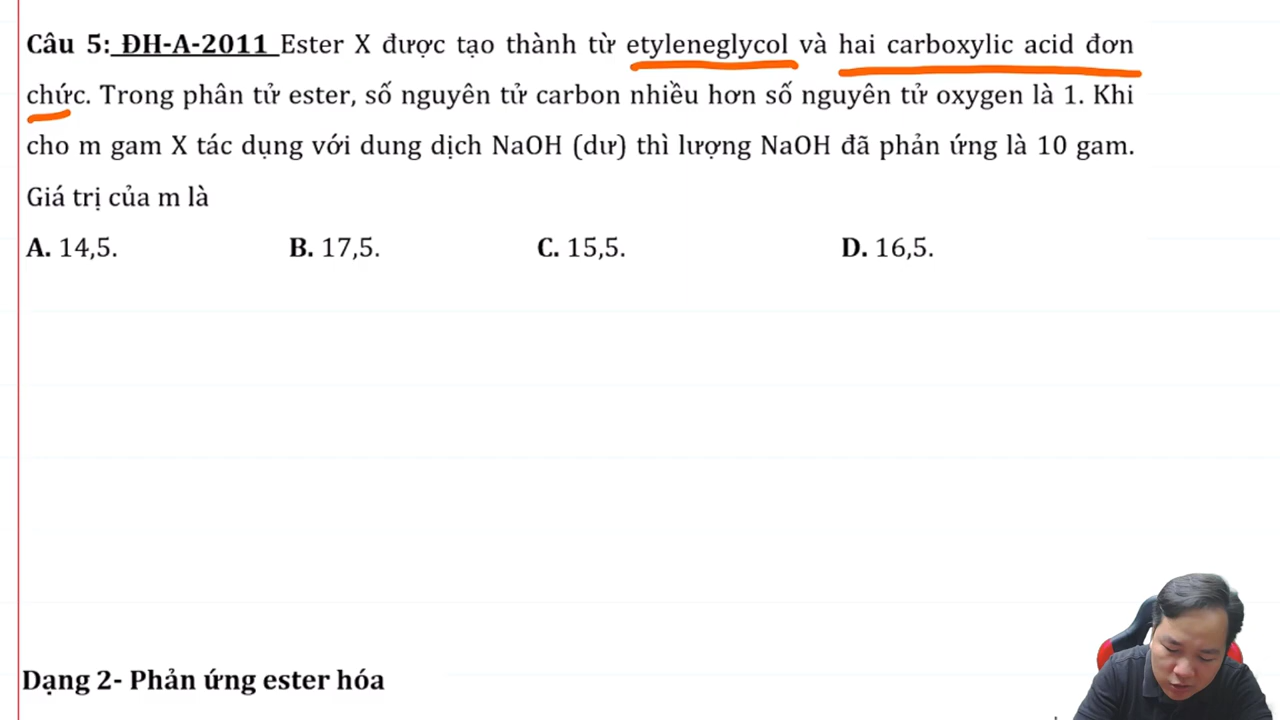 Câu 5: ĐH-A-2011 Ester X được tạo thành từ etyleneglycol và hai carboxylic acid đơn
chức. Trong phân tử ester, số nguyên tử carbon nhiều hơn số nguyên tử oxygen là 1. Khi
cho m gam X tác dụng với dung dịch NaOH (dư) thì lượng NaOH đã phản ứng là 10 gam.
Giá trị của m là
A. 14,5. B. 17,5. C. 15,5. D. 16,5.
Dạng 2- Phản ứng ester hóa